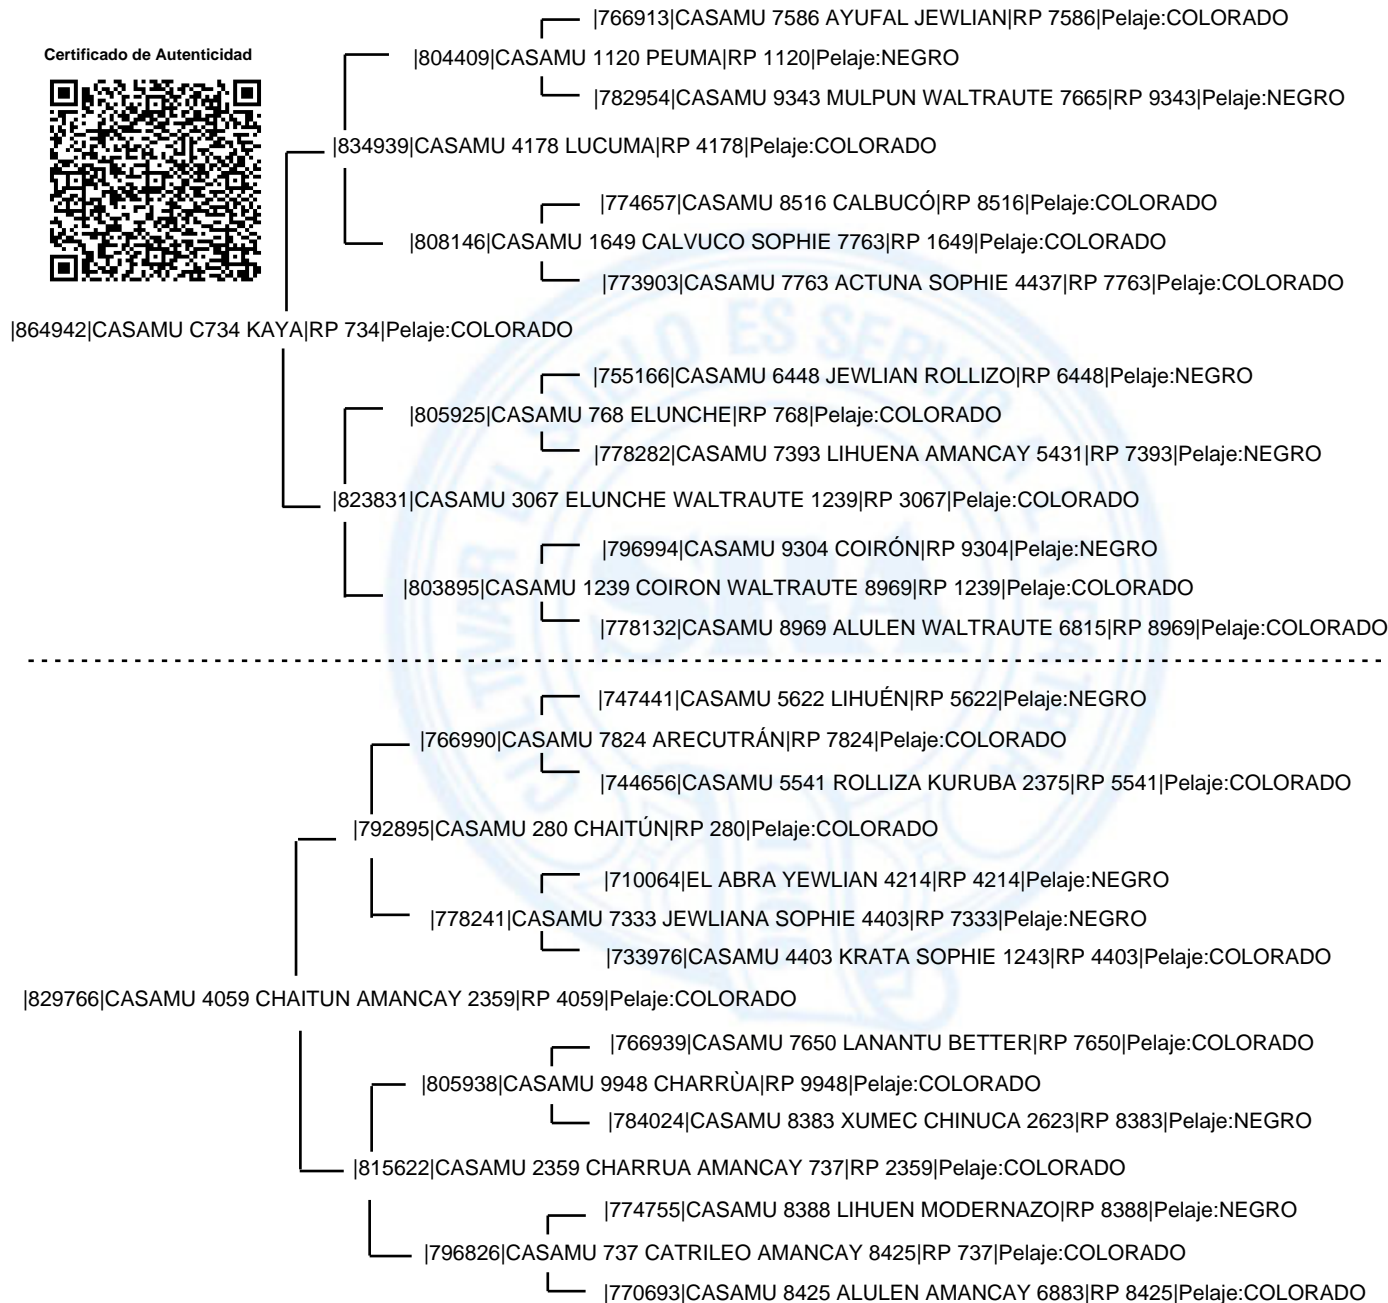 |766913|CASAMU 7586 AYUFAL JEWLIAN|RP 7586|Pelaje:COLORADO
Certificado de Autenticidad
|804409|CASAMU 1120 PEUMA|RP 1120|Pelaje:NEGRO
|782954|CASAMU 9343 MULPUN WALTRAUTE 7665|RP 9343|Pelaje:NEGRO
|834939|CASAMU 4178 LUCUMA|RP 4178|Pelaje:COLORADO
|774657|CASAMU 8516 CALBUCÓ|RP 8516|Pelaje:COLORADO
|808146|CASAMU 1649 CALVUCO SOPHIE 7763|RP 1649|Pelaje:COLORADO
|773903|CASAMU 7763 ACTUNA SOPHIE 4437|RP 7763|Pelaje:COLORADO
|864942|CASAMU C734 KAYA|RP 734|Pelaje:COLORADO
|755166|CASAMU 6448 JEWLIAN ROLLIZO|RP 6448|Pelaje:NEGRO
|805925|CASAMU 768 ELUNCHE|RP 768|Pelaje:COLORADO
|778282|CASAMU 7393 LIHUENA AMANCAY 5431|RP 7393|Pelaje:NEGRO
|823831|CASAMU 3067 ELUNCHE WALTRAUTE 1239|RP 3067|Pelaje:COLORADO
|796994|CASAMU 9304 COIRÓN|RP 9304|Pelaje:NEGRO
|803895|CASAMU 1239 COIRON WALTRAUTE 8969|RP 1239|Pelaje:COLORADO
|778132|CASAMU 8969 ALULEN WALTRAUTE 6815|RP 8969|Pelaje:COLORADO
|747441|CASAMU 5622 LIHUÉN|RP 5622|Pelaje:NEGRO
|766990|CASAMU 7824 ARECUTRÁN|RP 7824|Pelaje:COLORADO
|744656|CASAMU 5541 ROLLIZA KURUBA 2375|RP 5541|Pelaje:COLORADO
|792895|CASAMU 280 CHAITÚN|RP 280|Pelaje:COLORADO
|710064|EL ABRA YEWLIAN 4214|RP 4214|Pelaje:NEGRO
|778241|CASAMU 7333 JEWLIANA SOPHIE 4403|RP 7333|Pelaje:NEGRO
|733976|CASAMU 4403 KRATA SOPHIE 1243|RP 4403|Pelaje:COLORADO
|829766|CASAMU 4059 CHAITUN AMANCAY 2359|RP 4059|Pelaje:COLORADO
|766939|CASAMU 7650 LANANTU BETTER|RP 7650|Pelaje:COLORADO
|805938|CASAMU 9948 CHARRÙA|RP 9948|Pelaje:COLORADO
|784024|CASAMU 8383 XUMEC CHINUCA 2623|RP 8383|Pelaje:NEGRO
|815622|CASAMU 2359 CHARRUA AMANCAY 737|RP 2359|Pelaje:COLORADO
|774755|CASAMU 8388 LIHUEN MODERNAZO|RP 8388|Pelaje:NEGRO
|796826|CASAMU 737 CATRILEO AMANCAY 8425|RP 737|Pelaje:COLORADO
|770693|CASAMU 8425 ALULEN AMANCAY 6883|RP 8425|Pelaje:COLORADO
CULTIVAR EL SUELO ES SERVIR A LA PATRIA
SRA
1866